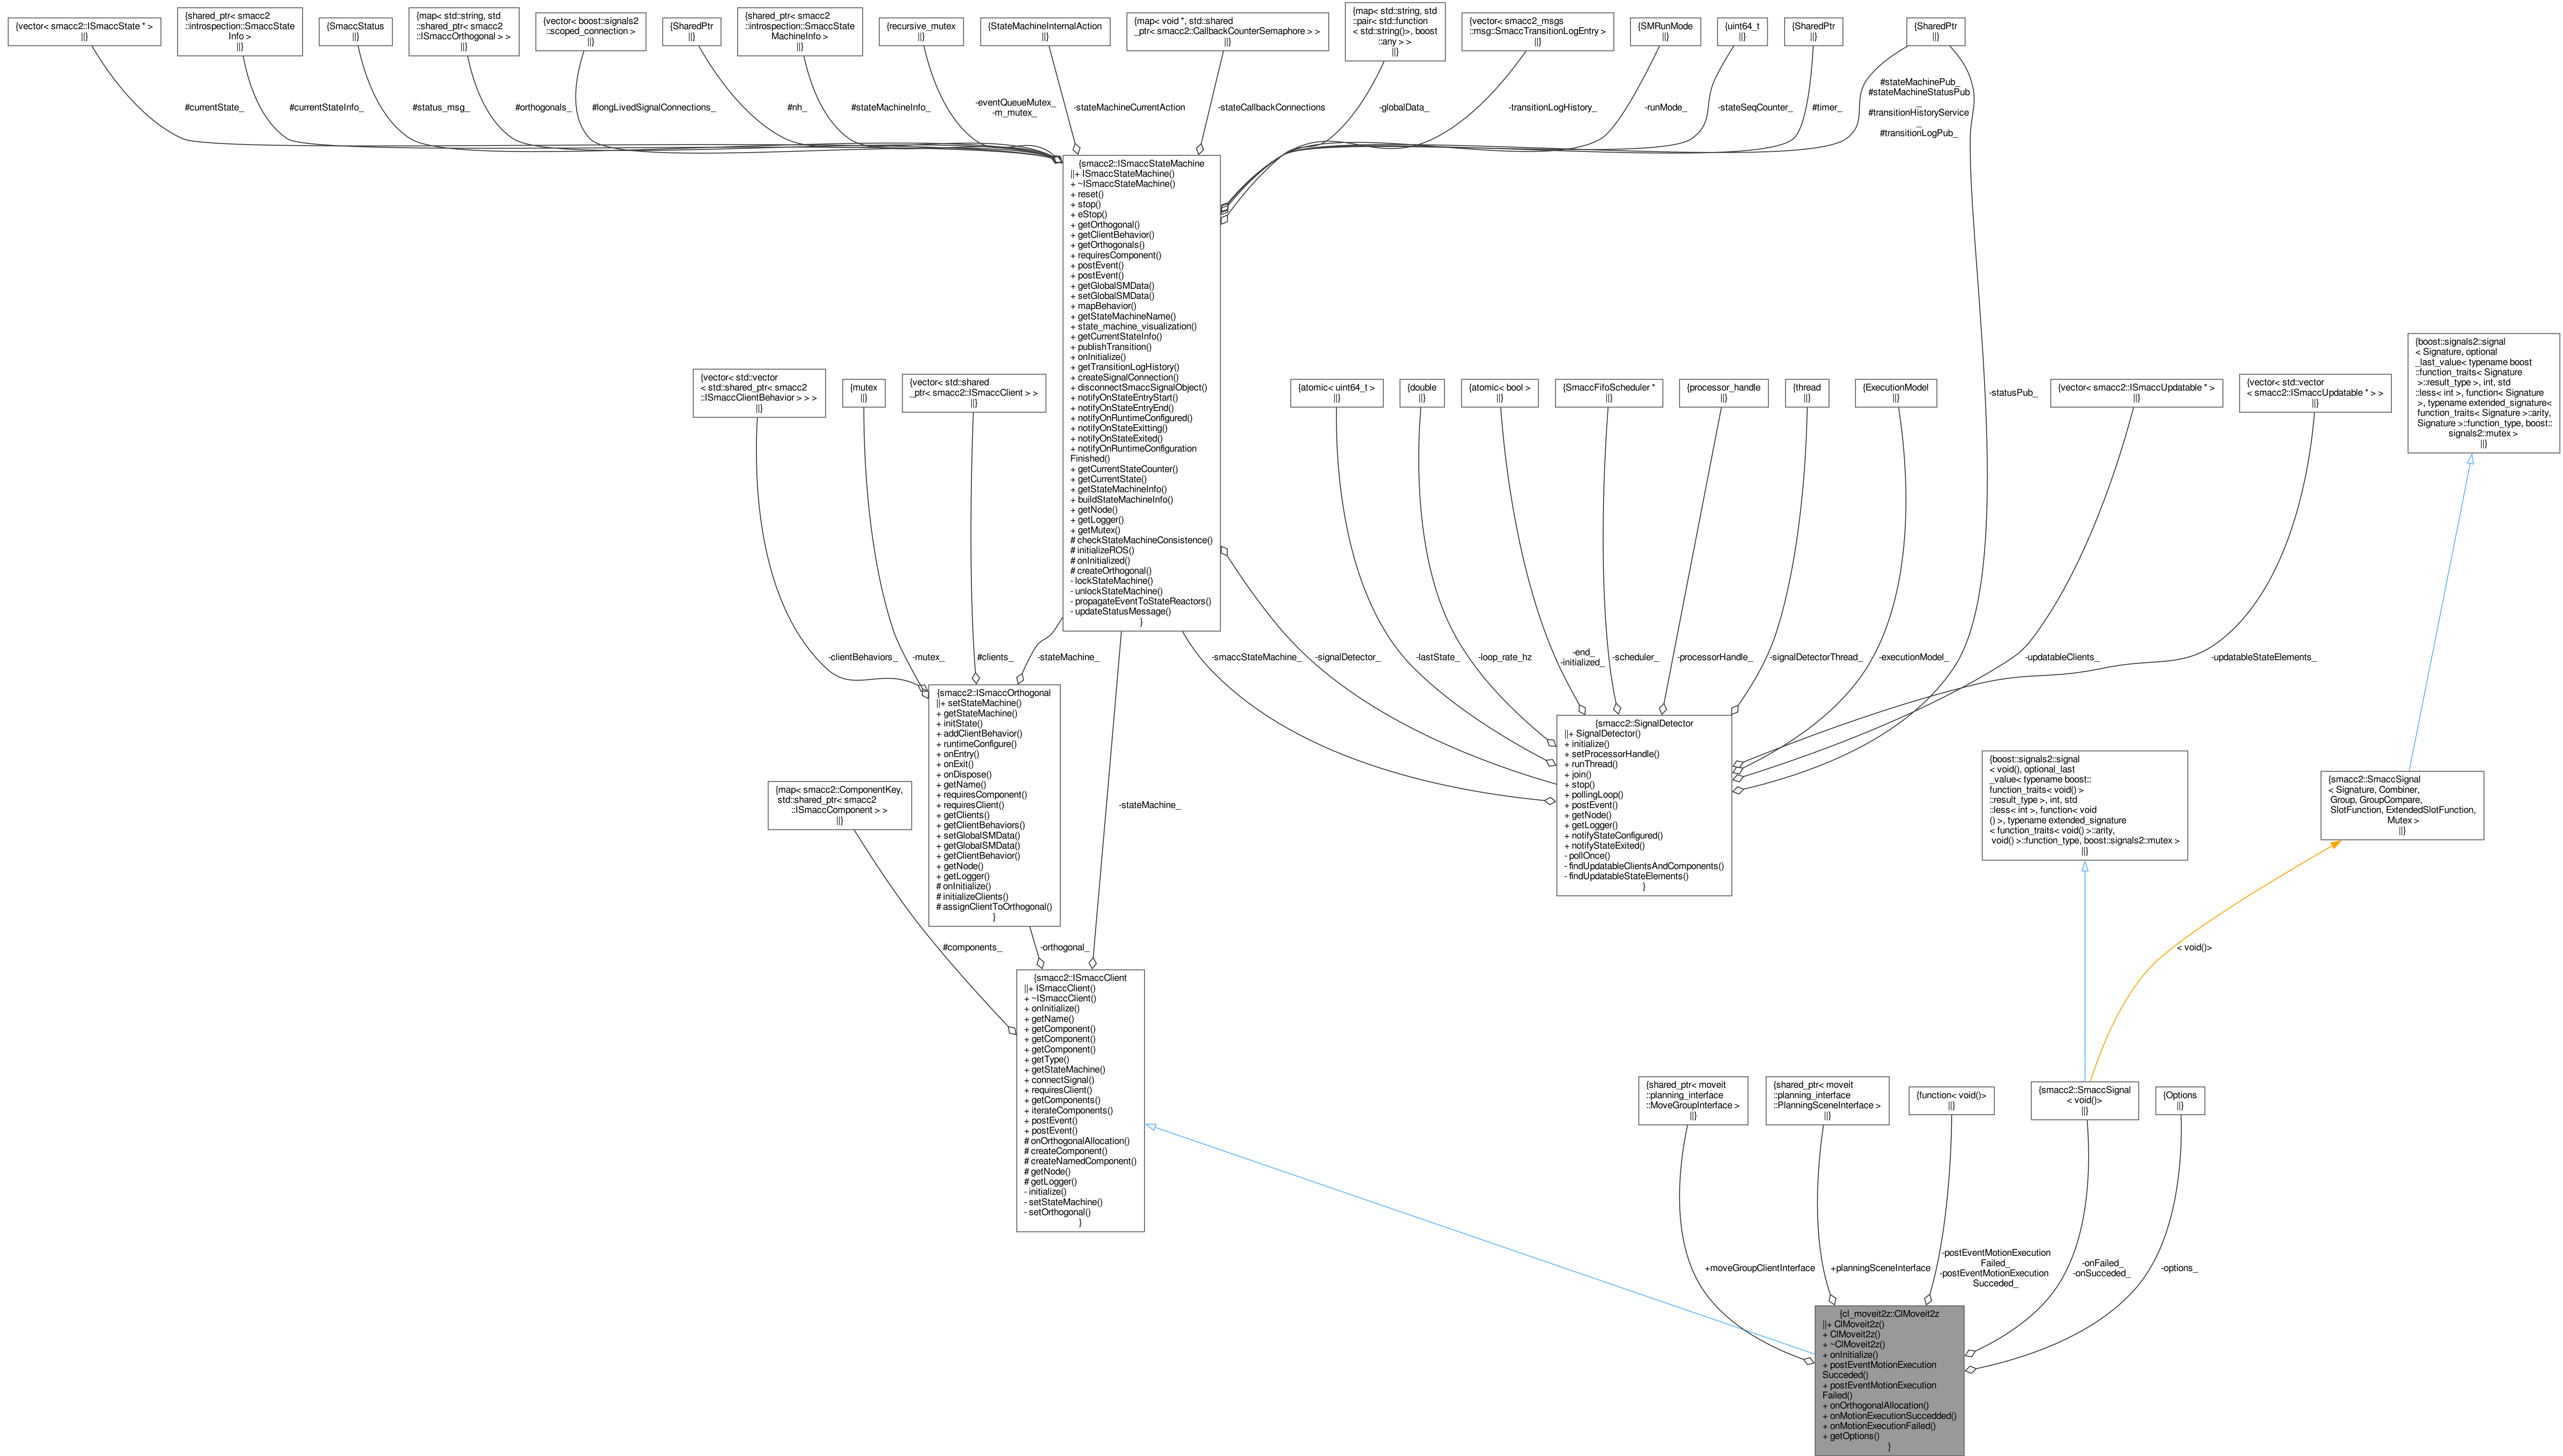 {vector< smacc2::ISmaccState * >
||}
{shared_ptr< smacc2
::introspection::SmaccState
Info >
||}
{SmaccStatus
||}
{map< std::string, std
::shared_ptr< smacc2
::ISmaccOrthogonal > >
||}
{vector< boost::signals2
::scoped_connection >
||}
{SharedPtr
||}
{shared_ptr< smacc2
::introspection::SmaccState
MachineInfo >
||}
{recursive_mutex
||}
{StateMachineInternalAction
||}
{map< void *, std::shared
_ptr< smacc2::CallbackCounterSemaphore > >
||}
{map< std::string, std
::pair< std::function
< std::string()>, boost
::any > >
||}
{vector< smacc2_msgs
::msg::SmaccTransitionLogEntry >
||}
{SMRunMode
||}
{uint64_t
||}
{SharedPtr
||}
{SharedPtr
||}
#currentState_
#currentStateInfo_
#status_msg_
#orthogonals_
#longLivedSignalConnections_
#nh_
#stateMachineInfo_
-eventQueueMutex_
-m_mutex_
-stateMachineCurrentAction
-stateCallbackConnections
-globalData_
-transitionLogHistory_
-runMode_
-stateSeqCounter_
#timer_
#stateMachinePub_
#stateMachineStatusPub
_
#transitionHistoryService
_
#transitionLogPub_
{smacc2::ISmaccStateMachine
||+ ISmaccStateMachine()
+ ~ISmaccStateMachine()
+ reset()
+ stop()
+ eStop()
+ getOrthogonal()
+ getClientBehavior()
+ getOrthogonals()
+ requiresComponent()
+ postEvent()
+ postEvent()
+ getGlobalSMData()
+ setGlobalSMData()
+ mapBehavior()
+ getStateMachineName()
+ state_machine_visualization()
+ getCurrentStateInfo()
+ publishTransition()
+ onInitialize()
+ getTransitionLogHistory()
+ createSignalConnection()
+ disconnectSmaccSignalObject()
+ notifyOnStateEntryStart()
+ notifyOnStateEntryEnd()
+ notifyOnRuntimeConfigured()
+ notifyOnStateExitting()
+ notifyOnStateExited()
+ notifyOnRuntimeConfiguration
Finished()
+ getCurrentStateCounter()
+ getCurrentState()
+ getStateMachineInfo()
+ buildStateMachineInfo()
+ getNode()
+ getLogger()
+ getMutex()
# checkStateMachineConsistence()
# initializeROS()
# onInitialized()
# createOrthogonal()
- lockStateMachine()
- unlockStateMachine()
- propagateEventToStateReactors()
- updateStatusMessage()
}
{boost::signals2::signal
< Signature, optional
_last_value< typename boost
::function_traits< Signature
>::result_type >, int, std
::less< int >, function< Signature
>, typename extended_signature<
function_traits< Signature >::arity,
Signature >::function_type, boost::
signals2::mutex >
||}
{vector< std::vector
< std::shared_ptr< smacc2
::ISmaccClientBehavior > > >
||}
{mutex
||}
{vector< std::shared
_ptr< smacc2::ISmaccClient > >
||}
{atomic< uint64_t >
||}
{double
||}
{atomic< bool >
||}
{SmaccFifoScheduler *
||}
{processor_handle
||}
{thread
||}
{ExecutionModel
||}
-statusPub_
{vector< smacc2::ISmaccUpdatable * >
||}
{vector< std::vector
< smacc2::ISmaccUpdatable * > >
||}
-clientBehaviors_
-mutex_
#clients_
-stateMachine_
-smaccStateMachine_
-signalDetector_
-lastState_
-loop_rate_hz
-end_
-initialized_
-scheduler_
-processorHandle_
-signalDetectorThread_
-executionModel_
-updatableClients_
-updatableStateElements_
{smacc2::ISmaccOrthogonal
||+ setStateMachine()
+ getStateMachine()
+ initState()
+ addClientBehavior()
+ runtimeConfigure()
+ onEntry()
+ onExit()
+ onDispose()
+ getName()
+ requiresComponent()
+ requiresClient()
+ getClients()
+ getClientBehaviors()
+ setGlobalSMData()
+ getGlobalSMData()
+ getClientBehavior()
+ getNode()
+ getLogger()
# onInitialize()
# initializeClients()
# assignClientToOrthogonal()
}
{smacc2::SignalDetector
||+ SignalDetector()
+ initialize()
+ setProcessorHandle()
+ runThread()
+ join()
+ stop()
+ pollingLoop()
+ postEvent()
+ getNode()
+ getLogger()
+ notifyStateConfigured()
+ notifyStateExited()
- pollOnce()
- findUpdatableClientsAndComponents()
- findUpdatableStateElements()
}
{boost::signals2::signal
< void(), optional_last
_value< typename boost::
function_traits< void() >
::result_type >, int, std
::less< int >, function< void
() >, typename extended_signature
< function_traits< void() >::arity,
void() >::function_type, boost::signals2::mutex >
||}
{smacc2::SmaccSignal
< Signature, Combiner,
Group, GroupCompare,
SlotFunction, ExtendedSlotFunction,
Mutex >
||}
{map< smacc2::ComponentKey,
std::shared_ptr< smacc2
::ISmaccComponent > >
||}
-stateMachine_
#components_
-orthogonal_
< void()>
{smacc2::ISmaccClient
||+ ISmaccClient()
+ ~ISmaccClient()
+ onInitialize()
+ getName()
+ getComponent()
+ getComponent()
+ getComponent()
+ getType()
+ getStateMachine()
+ connectSignal()
+ requiresClient()
+ getComponents()
+ iterateComponents()
+ postEvent()
+ postEvent()
# onOrthogonalAllocation()
# createComponent()
# createNamedComponent()
# getNode()
# getLogger()
- initialize()
- setStateMachine()
- setOrthogonal()
}
{shared_ptr< moveit
::planning_interface
::MoveGroupInterface >
||}
{shared_ptr< moveit
::planning_interface
::PlanningSceneInterface >
||}
{function< void()>
||}
{smacc2::SmaccSignal
< void()>
||}
{Options
||}
+moveGroupClientInterface
+planningSceneInterface
-postEventMotionExecution
Failed_
-postEventMotionExecution
Succeded_
-onFailed_
-onSucceded_
-options_
{cl_moveit2z::ClMoveit2z
||+ ClMoveit2z()
+ ClMoveit2z()
+ ~ClMoveit2z()
+ onInitialize()
+ postEventMotionExecution
Succeded()
+ postEventMotionExecution
Failed()
+ onOrthogonalAllocation()
+ onMotionExecutionSuccedded()
+ onMotionExecutionFailed()
+ getOptions()
}